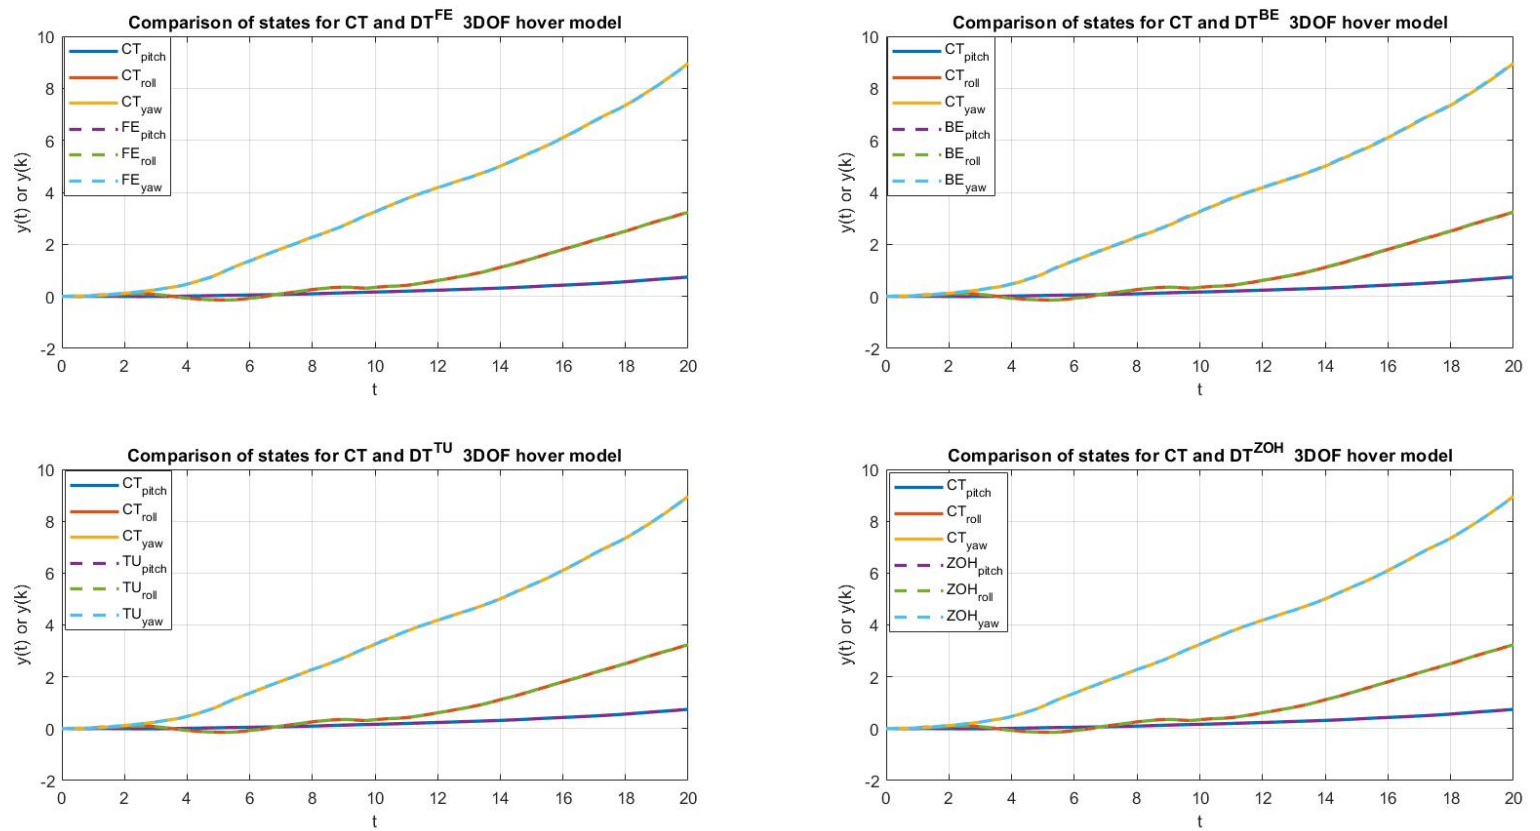 Comparison of states for CT and DT^FE 3DOF hover model
10
8
6
4
2
0
-2
y(t) or y(k)
CT_pitch
CT_roll
CT_yaw
FE_pitch
FE_roll
FE_yaw
0 2 4 6 8 10 12 14 16 18 20
t
Comparison of states for CT and DT^BE 3DOF hover model
10
8
6
4
2
0
-2
y(t) or y(k)
CT_pitch
CT_roll
CT_yaw
BE_pitch
BE_roll
BE_yaw
0 2 4 6 8 10 12 14 16 18 20
t
Comparison of states for CT and DT^TU 3DOF hover model
10
8
6
4
2
0
-2
y(t) or y(k)
CT_pitch
CT_roll
CT_yaw
TU_pitch
TU_roll
TU_yaw
0 2 4 6 8 10 12 14 16 18 20
t
Comparison of states for CT and DT^ZOH 3DOF hover model
10
8
6
4
2
0
-2
y(t) or y(k)
CT_pitch
CT_roll
CT_yaw
ZOH_pitch
ZOH_roll
ZOH_yaw
0 2 4 6 8 10 12 14 16 18 20
t